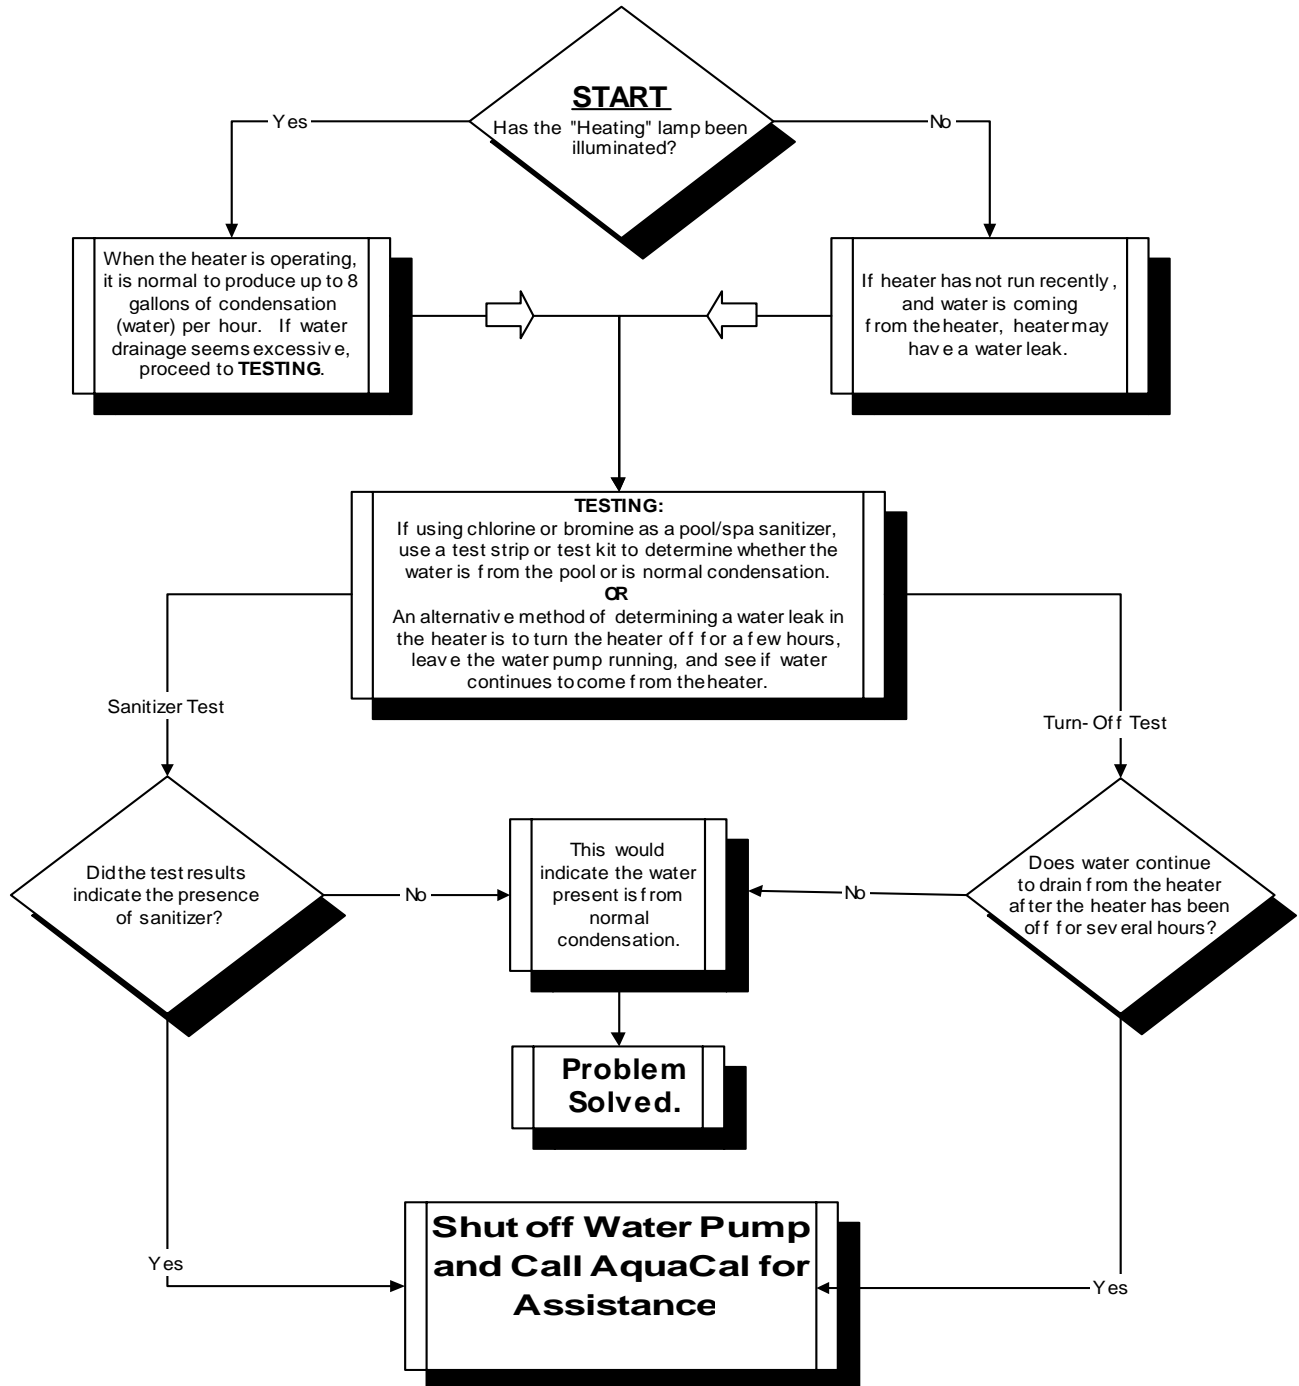 START
Has the "Heating" lamp been
illuminated?
Yes
No
When the heater is operating,
it is normal to produce up to 8
gallons of condensation
(water) per hour. If water
drainage seems excessive,
proceed to TESTING.
If heater has not run recently,
and water is coming
from the heater, heater may
have a water leak.
TESTING:
If using chlorine or bromine as a pool/spa sanitizer,
use a test strip or test kit to determine whether the
water is from the pool or is normal condensation.
OR
An alternative method of determining a water leak in
the heater is to turn the heater off for a few hours,
leave the water pump running, and see if water
continues to come from the heater.
Sanitizer Test
Turn-Off Test
Did the test results
indicate the presence
of sanitizer?
No
This would
indicate the water
present is from
normal
condensation.
No
Does water continue
to drain from the heater
after the heater has been
off for several hours?
Problem
Solved.
Yes
Shut off Water Pump
and Call AquaCal for
Assistance
Yes